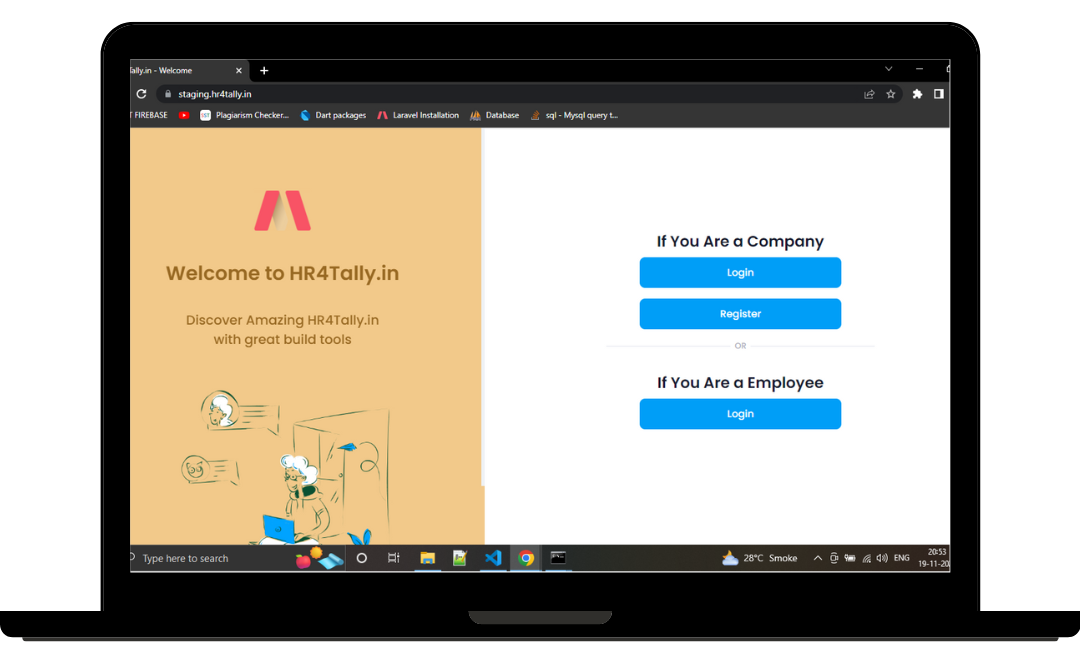 Tally.in - Welcome
staging.hr4tally.in
T FIREBASE
Plagiarism Checker...
Dart packages
Laravel Installation
Database
sql - Mysql query t...
Welcome to HR4Tally.in
Discover Amazing HR4Tally.in
with great build tools
If You Are a Company
Login
Register
OR
If You Are a Employee
Login
Type here to search
28°C Smoke
ENG
20:53
19-11-20